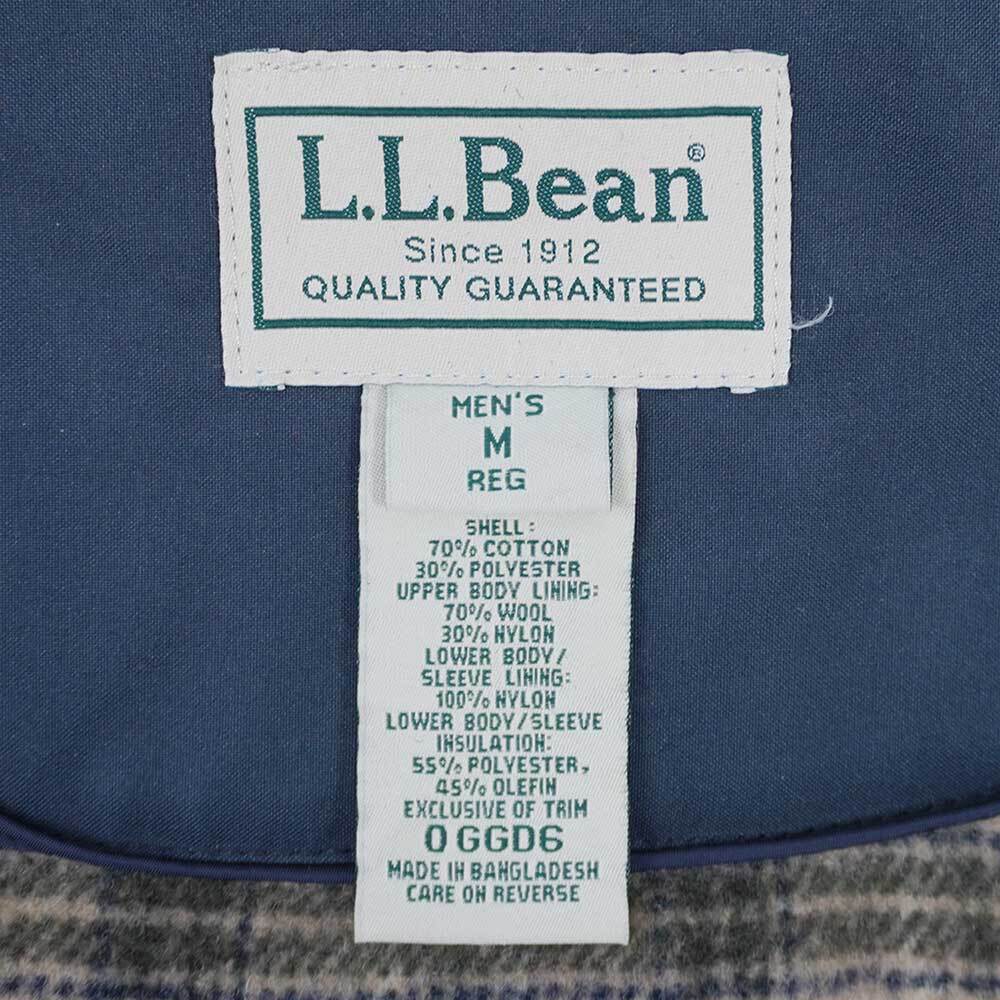 L.L.Bean®
Since 1912
QUALITY GUARANTEED
MEN'S
M
REG
SHELL:
70% COTTON
30% POLYESTER
UPPER BODY LINING:
70% WOOL
30% NYLON
LOWER BODY/
SLEEVE LINING:
100% NYLON
LOWER BODY/SLEEVE
INSULATION:
55% POLYESTER,
45% OLEFIN
EXCLUSIVE OF TRIM
0 GGD6
MADE IN BANGLADESH
CARE ON REVERSE